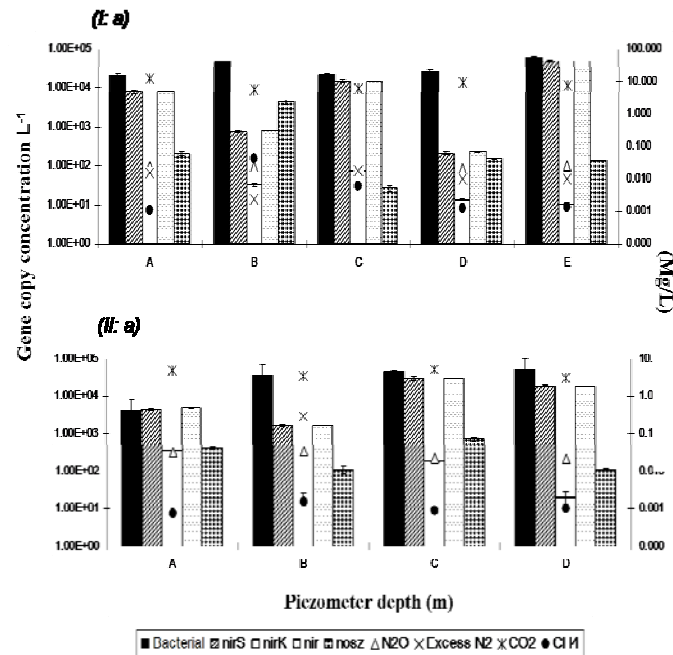 (I: a)
1.00E+05
1.00E+04
1.00E+03
1.00E+02
1.00E+01
1.00E+00
100.000
10.000
1.000
0.100
0.010
0.001
0.000
A B C D E
Gene copy concentration L-1
(Mg/L)
(II: a)
1.00E+05
1.00E+04
1.00E+03
1.00E+02
1.00E+01
1.00E+00
10.
1.0
0.1
0.001
0.000
A B C D
Piezometer depth (m)
Bacterial nirS nirK nir nosz N2O Excess N2 CO2